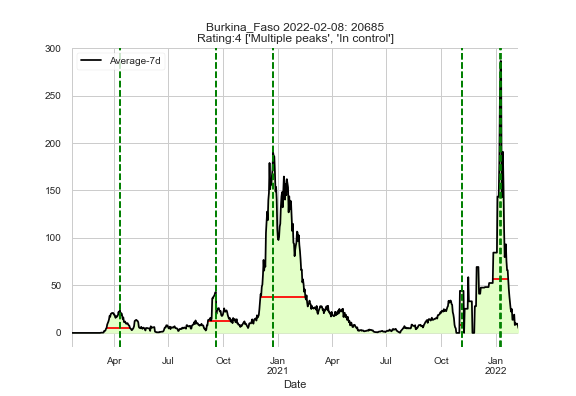 Burkina_Faso 2022-02-08: 20685
Rating:4 ['Multiple peaks', 'In control']
Average-7d
300
250
200
150
100
50
0
Apr
Jul
Oct
Jan
2021
Apr
Jul
Oct
Jan
2022
Date